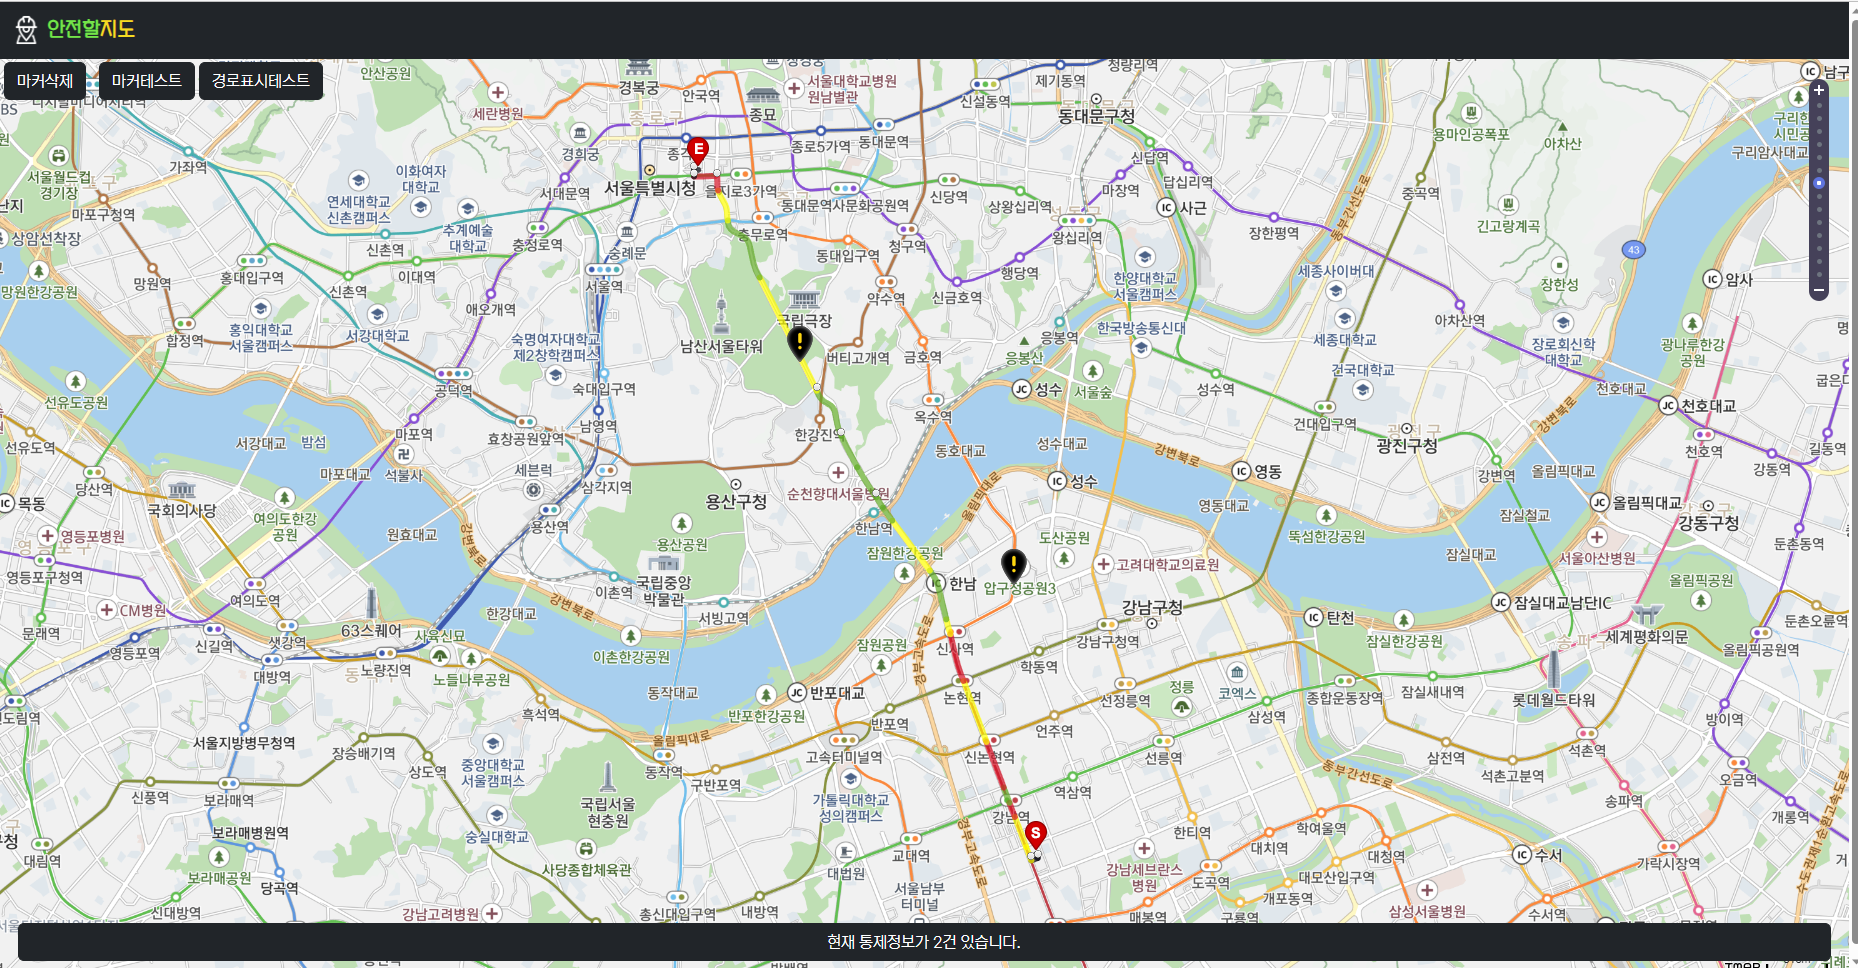 안전할지도
마커삭제
마커테스트
경로표시테스트
안산공원
경복궁
안국역
서울대학교병원
원남별관
제기동역
청량리역
남구
세란병원
종로구
종묘
신설동역
동대문구청
용마인공폭포
아차산
구리암사대교
서울월드컵
경기장
가좌역
이화여자
대학교
경희궁
종로5가역
동대문역
신답역
답십리역
마장역
중곡역
마포구청역
연세대학교
신촌캠퍼스
추계예술
대학교
서대문역
서울특별시청
을지로3가역
동대문역사문화공원역
신당역
상왕십리역
왕십리역
사근
장한평역
긴고랑계곡
동부간선도로
상암선착장
충정로역
숭례문
충무로역
청구역
43
망원한강공원
망원역
홍대입구역
신촌역
이대역
신촌역
서울역
동대입구역
약수역
신금호역
행당역
한양대학교
서울캠퍼스
세종사이버대
장한성
암사
애오개역
국립극장
합정역
홍익대학교
서울캠퍼스
서강대학교
숙명여자대학교
제2창학캠퍼스
남산서울타워
버티고개역
금호역
응봉역
응봉산
한국방송통신대
세종대학교
아차산역
장로회신학
대학교
광나루한강
공원
선유도공원
공덕역
숙대입구역
옥수역
성수
서울숲
성수역
건국대학교
건대입구역
광진구청
천호대교
천호대교
선유도역
서강대교
밤섬
마포역
효창공원앞역
남영역
한강진역
동호대교
성수대교
강변북로
영동
강변역
올림픽대교
천호역
강동역
길동역
당산역
마포대교
석불사
세븐럭
삼각지역
순천향대서울병원
용산구청
성수
영동대교
잠실철교
올림픽대교
강동구청
목동
국회의사당
여의도한강
공원
원효대교
용산역
용산공원
한남역
올림픽대로
도산공원
뚝섬한강공원
잠실대교
둔촌동역
영등포병원
영등포구청역
강변북로
국립중앙
박물관
잠원한강공원
한남
압구정공원3
고려대학교의료원
서울아산병원
올림픽공원
CM병원
여의도역
63스퀘어
한강대교
이촌역
강변북로
서빙고역
강남구청
탄천
잠실대교남단IC
둔촌오륜역
문래역
영등포역
신길역
샛강역
사육신묘
이촌한강공원
잠원공원
신사역
강남구청역
잠실한강공원
송파구
세계평화의문
올림픽공원역
대방역
노량진역
노들나루공원
동작대교
반포대교
논현역
학동역
선정릉역
정릉
코엑스
종합운동장역
잠실새내역
롯데월드타워
흑석역
반포한강공원
반포역
언주역
삼성역
방이역
서울지방병무청역
장승배기역
올림픽대로
고속터미널역
신논현역
선릉역
삼전역
석촌역
신풍역
보라매역
상도역
중앙대학교
서울캠퍼스
동작역
구반포역
역삼역
동부간선도로
석촌고분역
오금역
송파역
개롱역
보라매병원역
숭실대학교
국립서울
현충원
가톨릭대학교
성의캠퍼스
강남역
한티역
학여울역
대림역
보라매공원
당곡역
사당종합체육관
교대역
대법원
경부고속도로
강남세브란스
병원
대치역
대청역
수서
가락시장역
도곡역
대모산입구역
신대방역
강남고려병원
총신대입구역
내방역
서울남부
터미널
매봉역
구룡역
개포동역
삼성서울병원
수서역
현재 통제정보가 2건 있습니다.